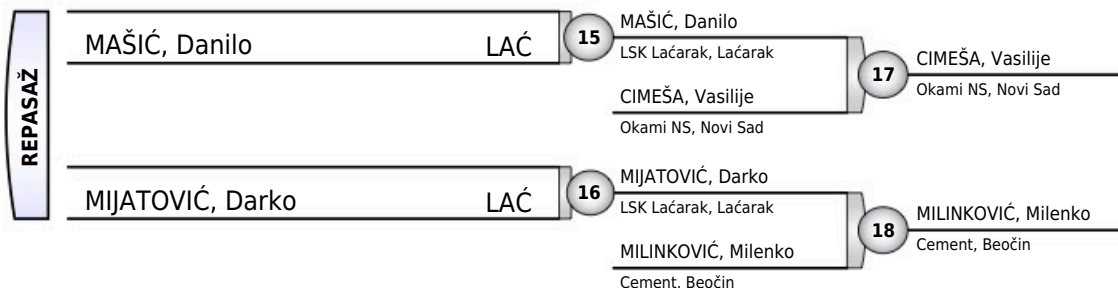 REPASAŽ
MAŠIĆ, Danilo LAĆ
15
MAŠIĆ, Danilo
LSK Laćarak, Laćarak
CIMEŠA, Vasilije
Okami NS, Novi Sad
17
CIMEŠA, Vasilije
Okami NS, Novi Sad
MIJATOVIĆ, Darko LAĆ
16
MIJATOVIĆ, Darko
LSK Laćarak, Laćarak
MILINKOVIĆ, Milenko
Cement, Beočin
18
MILINKOVIĆ, Milenko
Cement, Beočin